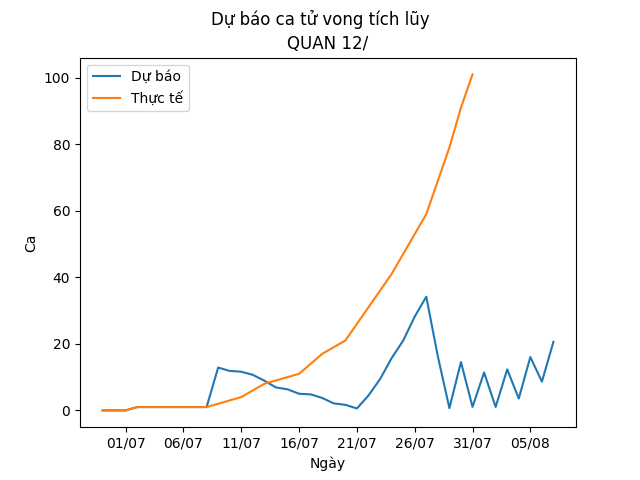 Dự báo ca tử vong tích lũy
QUAN 12/
Dự báo
Thực tế
100
80
60
40
20
0
Ca
01/07 06/07 11/07 16/07 21/07 26/07 31/07 05/08
Ngày